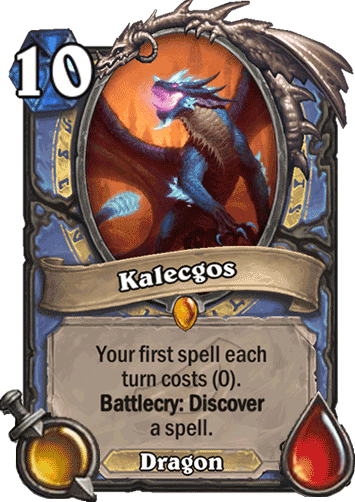 10
Kalecgos
Your first spell each
turn costs (0).
Battlecry: Discover
a spell.
Dragon